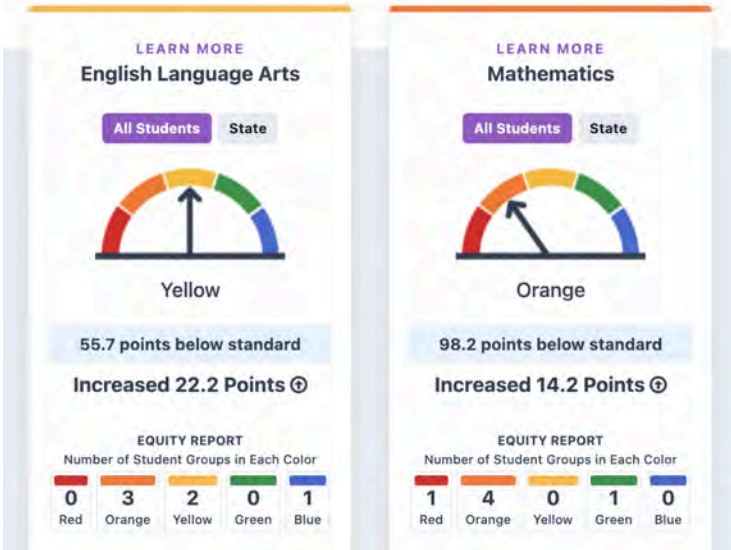 LEARN MORE
English Language Arts
All Students State
Yellow
55.7 points below standard
Increased 22.2 Points
EQUITY REPORT
Number of Student Groups in Each Color
0 3 2 0 1
Red Orange Yellow Green Blue
LEARN MORE
Mathematics
All Students State
Orange
98.2 points below standard
Increased 14.2 Points
EQUITY REPORT
Number of Student Groups in Each Color
1 4 0 1 0
Red Orange Yellow Green Blue